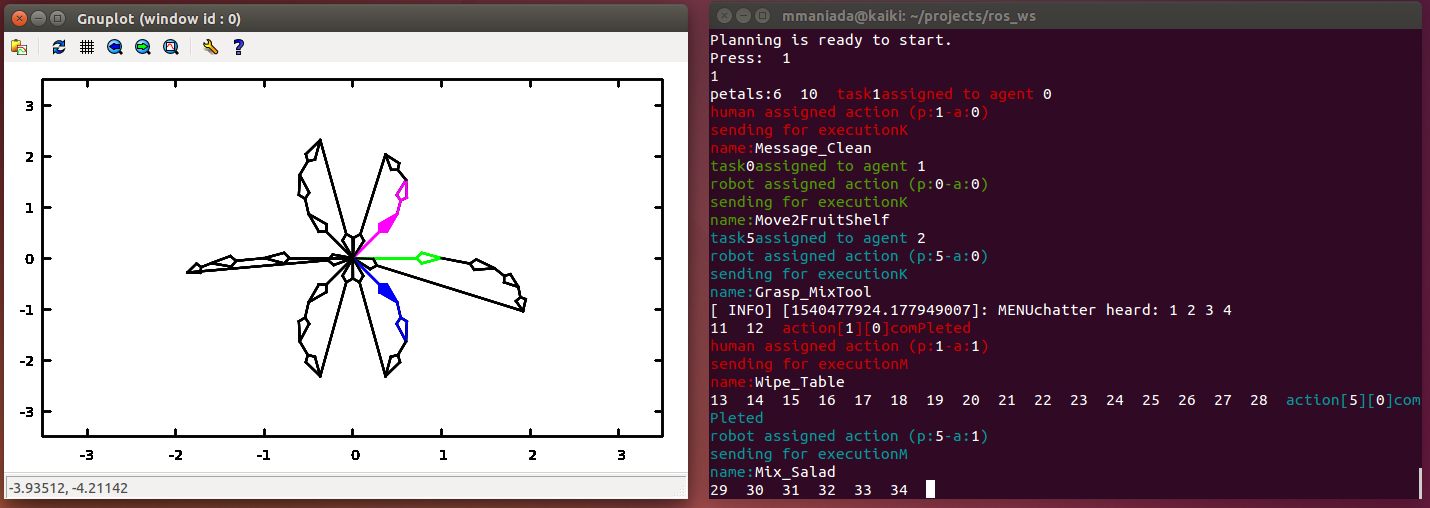 Gnuplot (window id : 0)
3
2
1
0
-1
-2
-3
-3
-2
-1
0
1
2
3
-3.93512, -4.21142
mmaniada@kaiki: ~/projects/ros_ws
Planning is ready to start.
Press:  1
1
petals:6  10  task1assigned to agent 0
human assigned action (p:1-a:0)
sending for executionK
name:Message_Clean
task0assigned to agent 1
robot assigned action (p:0-a:0)
sending for executionK
name:Move2FruitShelf
task5assigned to agent 2
robot assigned action (p:5-a:0)
sending for executionK
name:Grasp_MixTool
[ INFO] [1540477924.177949007]: MENUchatter heard: 1 2 3 4
11  12  action[1][0]comPleted
human assigned action (p:1-a:1)
sending for executionM
name:Wipe_Table
13  14  15  16  17  18  19  20  21  22  23  24  25  26  27  28  action[5][0]com
Pleted
robot assigned action (p:5-a:1)
sending for executionM
name:Mix_Salad
29  30  31  32  33  34